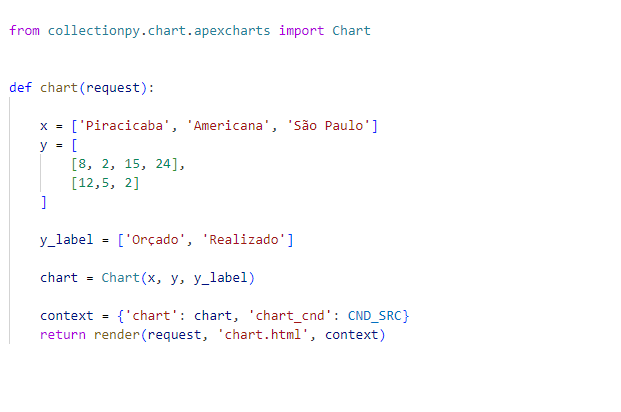 from collectionpy.chart.apexcharts import Chart
def chart(request):
x = ['Piracicaba', 'Americana', 'São Paulo']
y = [
[8, 2, 15, 24],
[12,5, 2]
]
y_label = ['Orçado', 'Realizado']
chart = Chart(x, y, y_label)
context = {'chart': chart, 'chart_cnd': CND_SRC}
return render(request, 'chart.html', context)